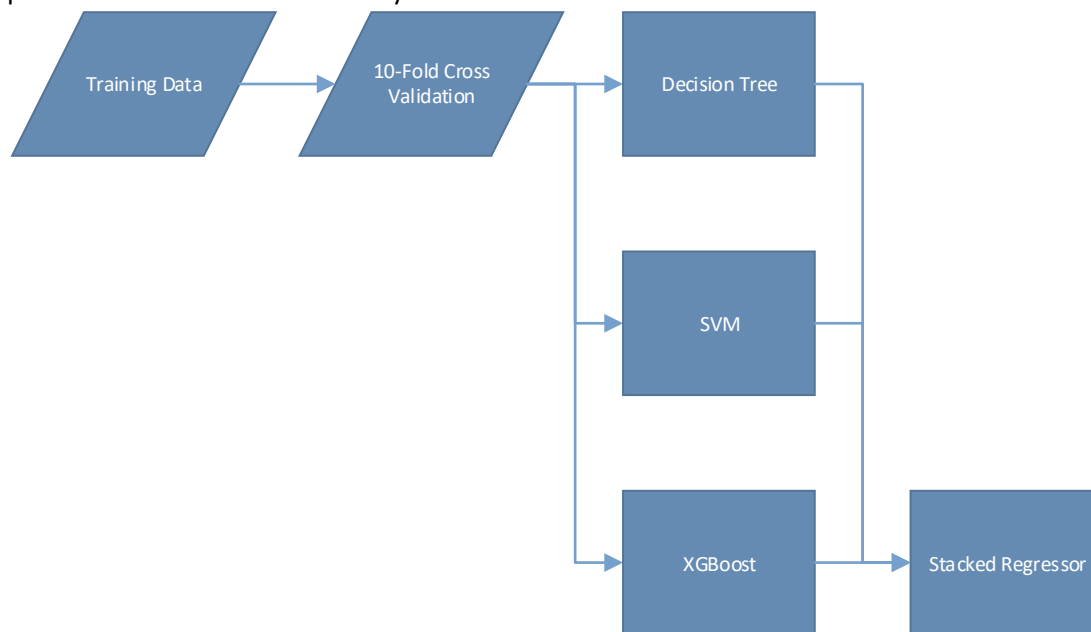 Training Data
10-Fold Cross
Validation
Decision Tree
SVM
XGBoost
Stacked Regressor